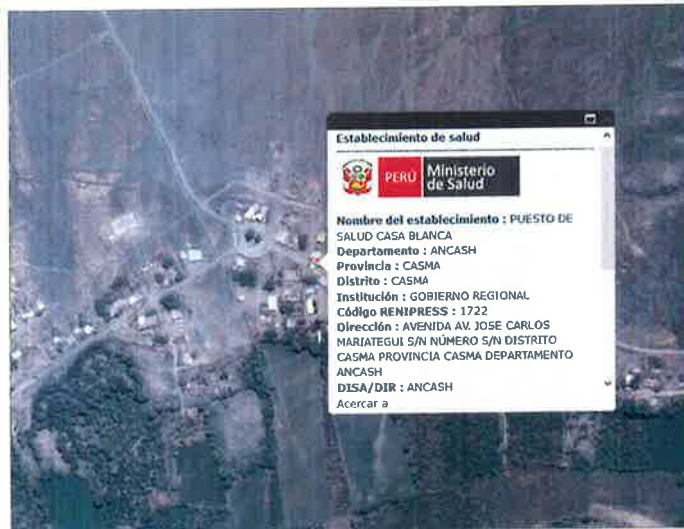 Establecimiento de salud
PERÚ Ministerio
de Salud
Nombre del establecimiento : PUESTO DE
SALUD CASA BLANCA
Departamento : ANCASH
Provincia : CASMA
Distrito : CASMA
Institución : GOBIERNO REGIONAL
Código RENIPRESS : 1722
Dirección : AVENIDA AV. JOSE CARLOS
MARIATEGUI S/N NÚMERO S/N DISTRITO
CASMA PROVINCIA CASMA DEPARTAMENTO
ANCASH
DISA/DIR : ANCASH
Acercar a